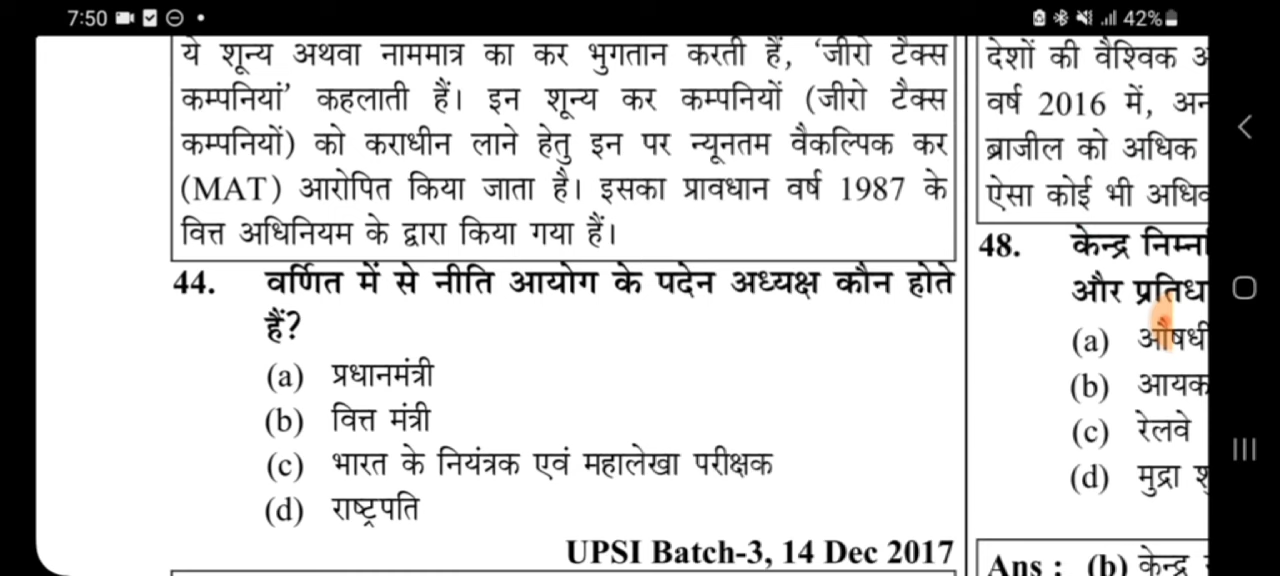 7:50
42%
ये शून्य अथवा नाममात्र का कर भुगतान करती हैं, 'जीरो टैक्स
कम्पनियां' कहलाती हैं। इन शून्य कर कम्पनियों (जीरो टैक्स
कम्पनियों) को कराधीन लाने हेतु इन पर न्यूनतम वैकल्पिक कर
(MAT) आरोपित किया जाता है। इसका प्रावधान वर्ष 1987 के
वित्त अधिनियम के द्वारा किया गया हैं।
44. वर्णित में से नीति आयोग के पदेन अध्यक्ष कौन होते
हैं?
(a) प्रधानमंत्री
(b) वित्त मंत्री
(c) भारत के नियंत्रक एवं महालेखा परीक्षक
(d) राष्ट्रपति
UPSI Batch-3, 14 Dec 2017
देशों की वैश्विक
वर्ष 2016 में,
ब्राजील को अधिक
ऐसा कोई भी
48. केन्द्र
और
(a)
(b)
(c) रेलवे
(d) मुद्रा
Ans : (b) केन्द्र